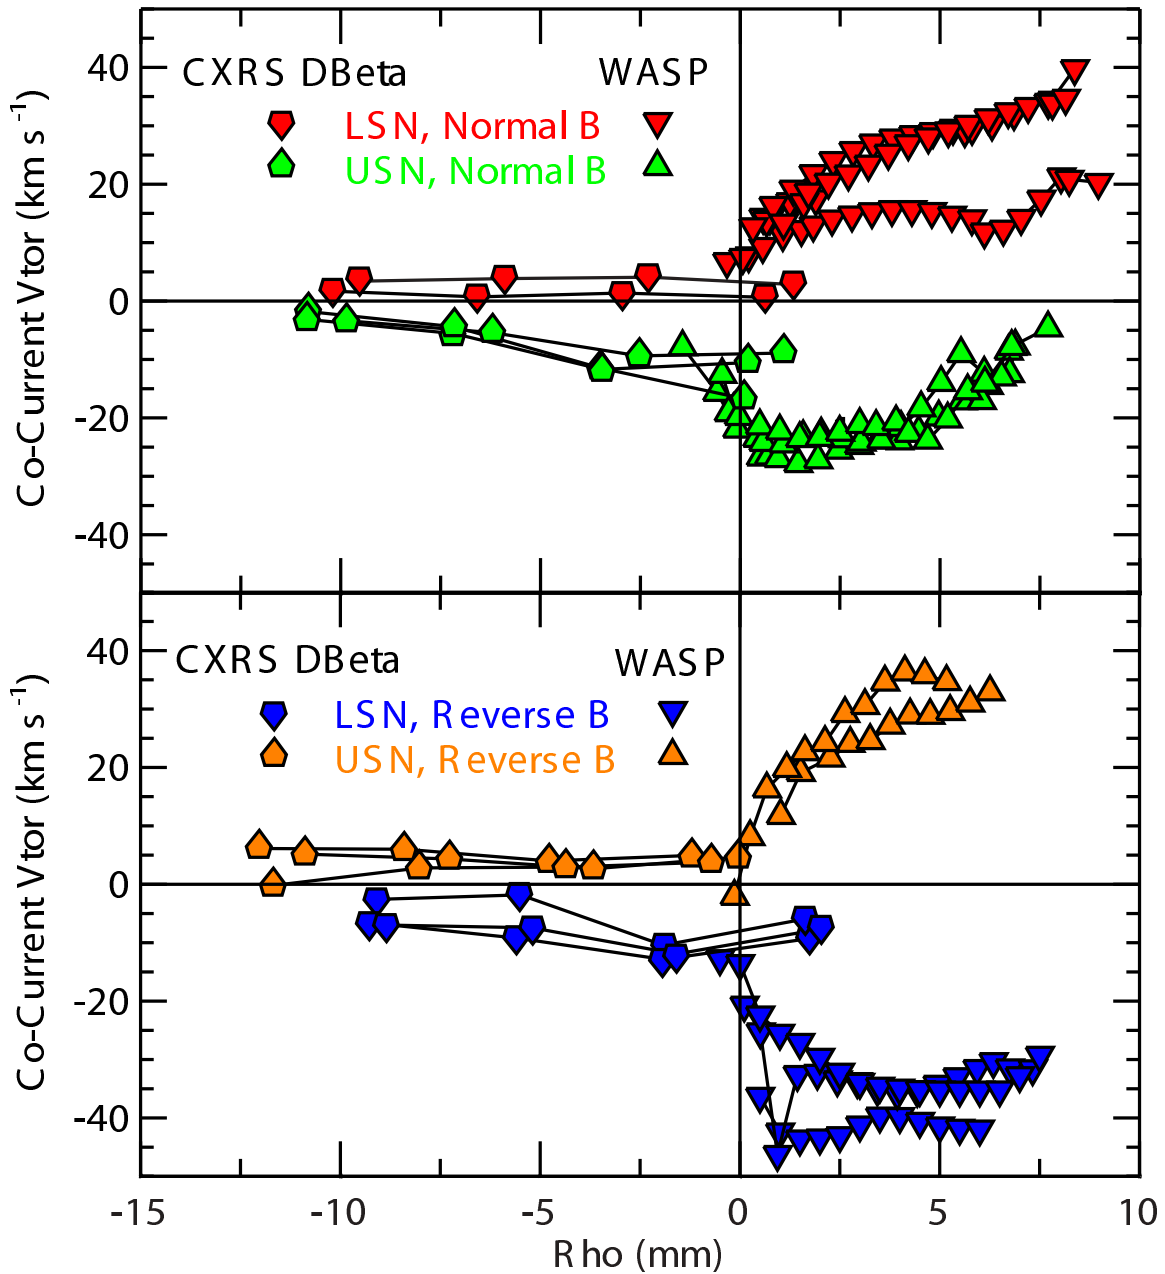 CXRS DBeta WASP
LSN, Normal B
USN, Normal B
Co-Current Vtor (km s⁻¹)
40
20
0
-20
-40
CXRS DBeta WASP
LSN, Reverse B
USN, Reverse B
Co-Current Vtor (km s⁻¹)
40
20
0
-20
-40
-15 -10 -5 0 5 10
Rho (mm)